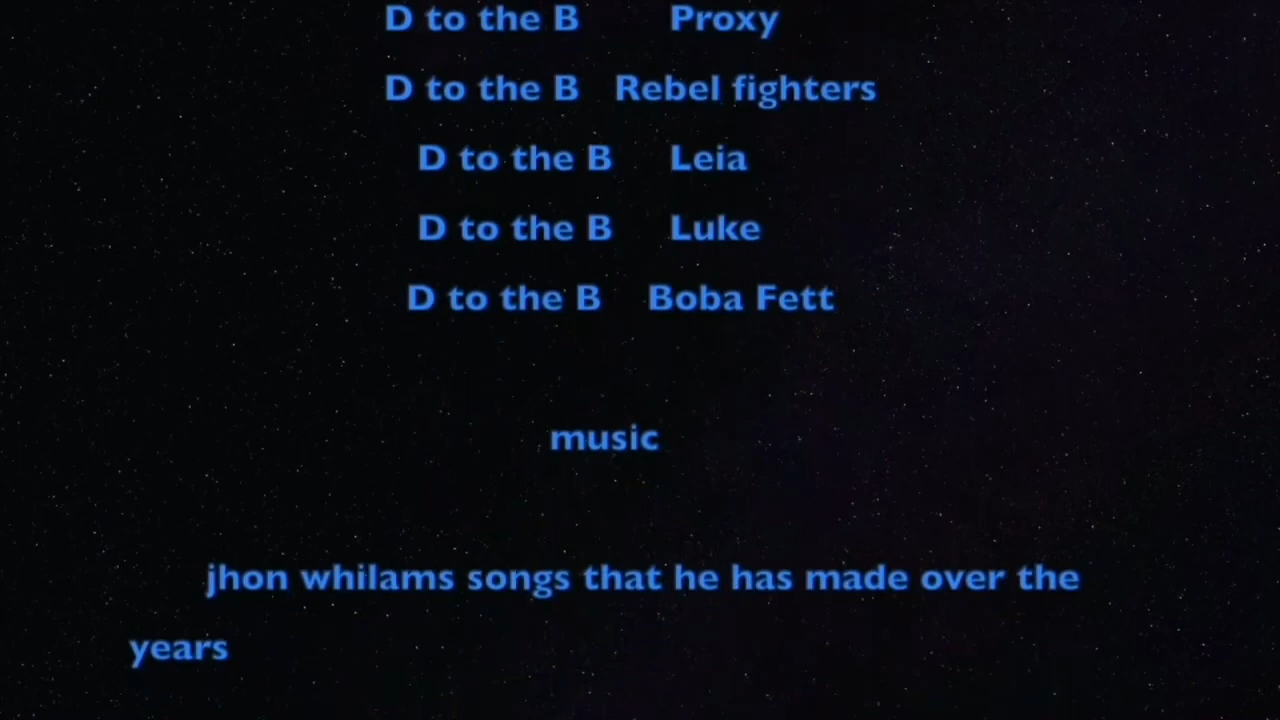 D to the B Proxy
D to the B Rebel fighters
D to the B Leia
D to the B Luke
D to the B Boba Fett
music
jhon whilams songs that he has made over the
years